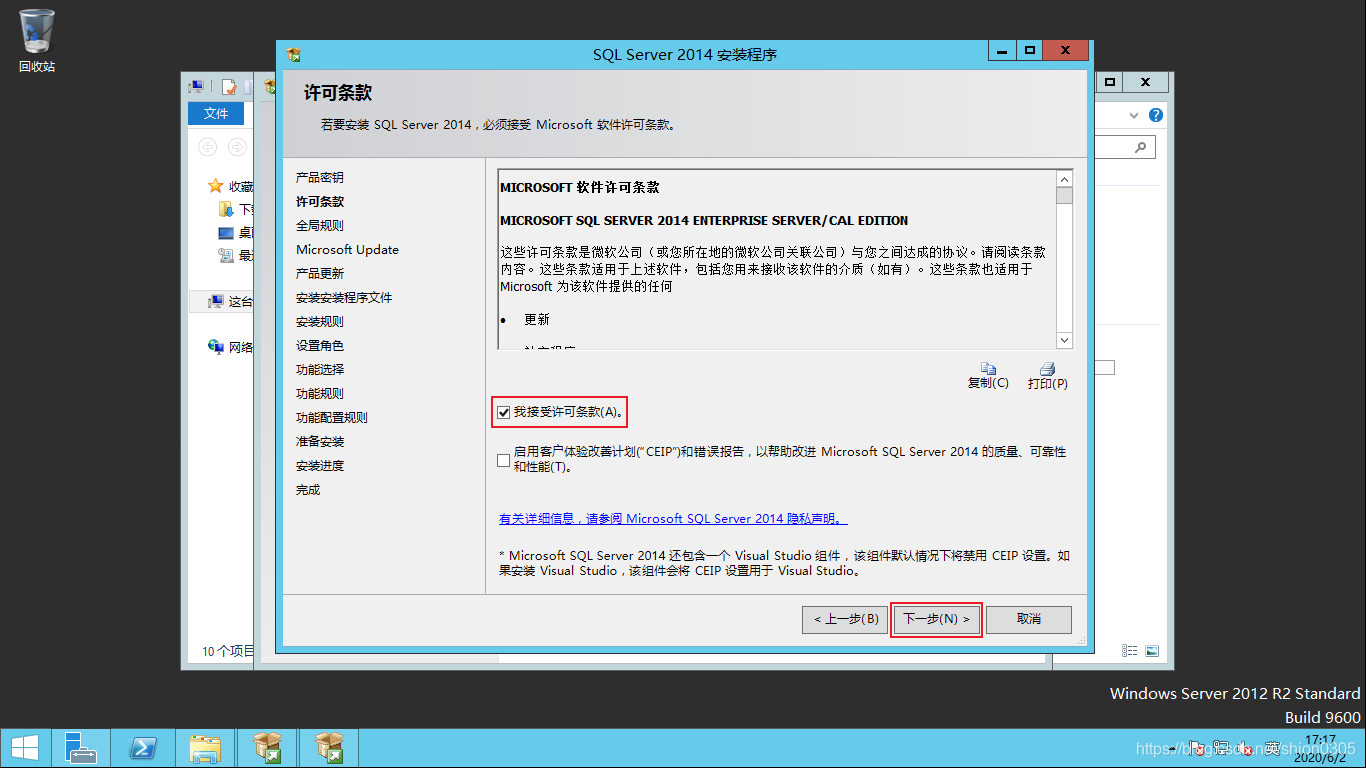 回收站
SQL Server 2014 安装程序
文件
许可条款
若要安装 SQL Server 2014，必须接受 Microsoft 软件许可条款。
收藏
桌面
这台
网络
10 个项目
产品密钥
许可条款
全局规则
Microsoft Update
产品更新
安装安装程序文件
安装规则
设置角色
功能选择
功能规则
功能配置规则
准备安装
安装进度
完成
MICROSOFT 软件许可条款
MICROSOFT SQL SERVER 2014 ENTERPRISE SERVER/CAL EDITION
这些许可条款是微软公司（或您所在地的微软公司关联公司）与您之间达成的协议。请阅读条款
内容。这些条款适用于上述软件，包括您用来接收该软件的介质（如有）。这些条款也适用于
Microsoft 为该软件提供的任何
• 更新
复制(C)
打印(P)
我接受许可条款(A)。
启用客户体验改善计划("CEIP")和错误报告，以帮助改进 Microsoft SQL Server 2014 的质量、可靠性
和性能(T)。
有关详细信息，请参阅 Microsoft SQL Server 2014 隐私声明。
* Microsoft SQL Server 2014 还包含一个 Visual Studio 组件，该组件默认情况下将禁用 CEIP 设置。如
果安装 Visual Studio，该组件会将 CEIP 设置用于 Visual Studio。
< 上一步(B)
下一步(N) >
取消
Windows Server 2012 R2 Standard
Build 9600
英
17:17
2020/6/2
https://blog.csdn.net/shion0305